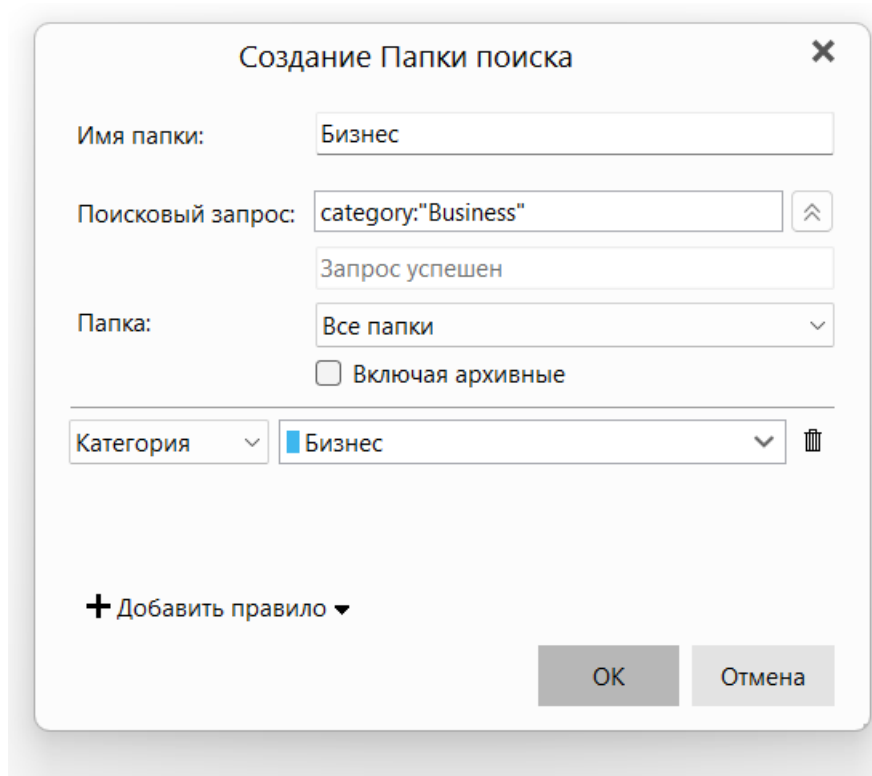 Создание Папки поиска
Имя папки: Бизнес
Поисковый запрос: category:"Business"
Запрос успешен
Папка: Все папки
Включая архивные
Категория Бизнес
Добавить правило
ОК Отмена